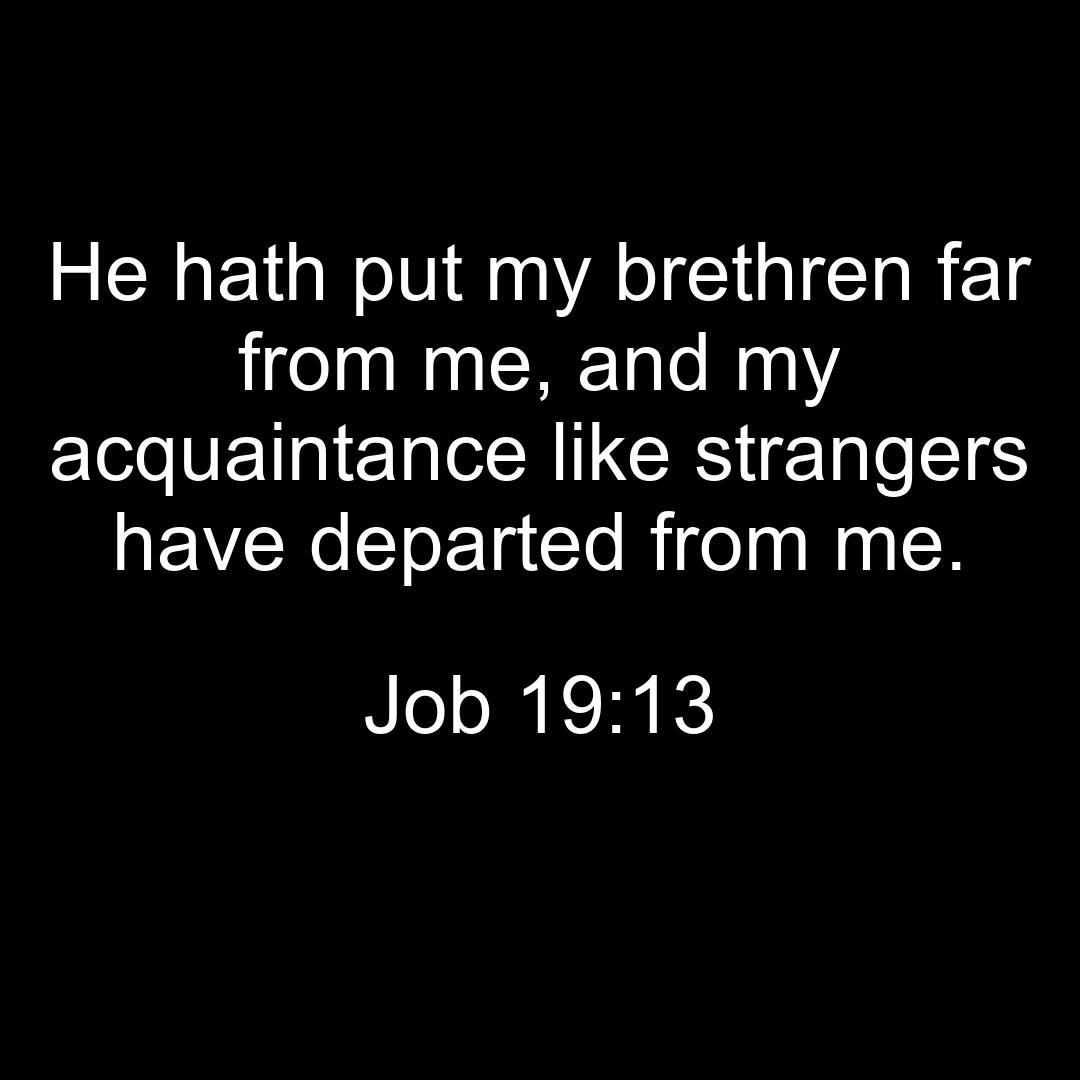 He hath put my brethren far
from me, and my
acquaintance like strangers
have departed from me.
Job 19:13